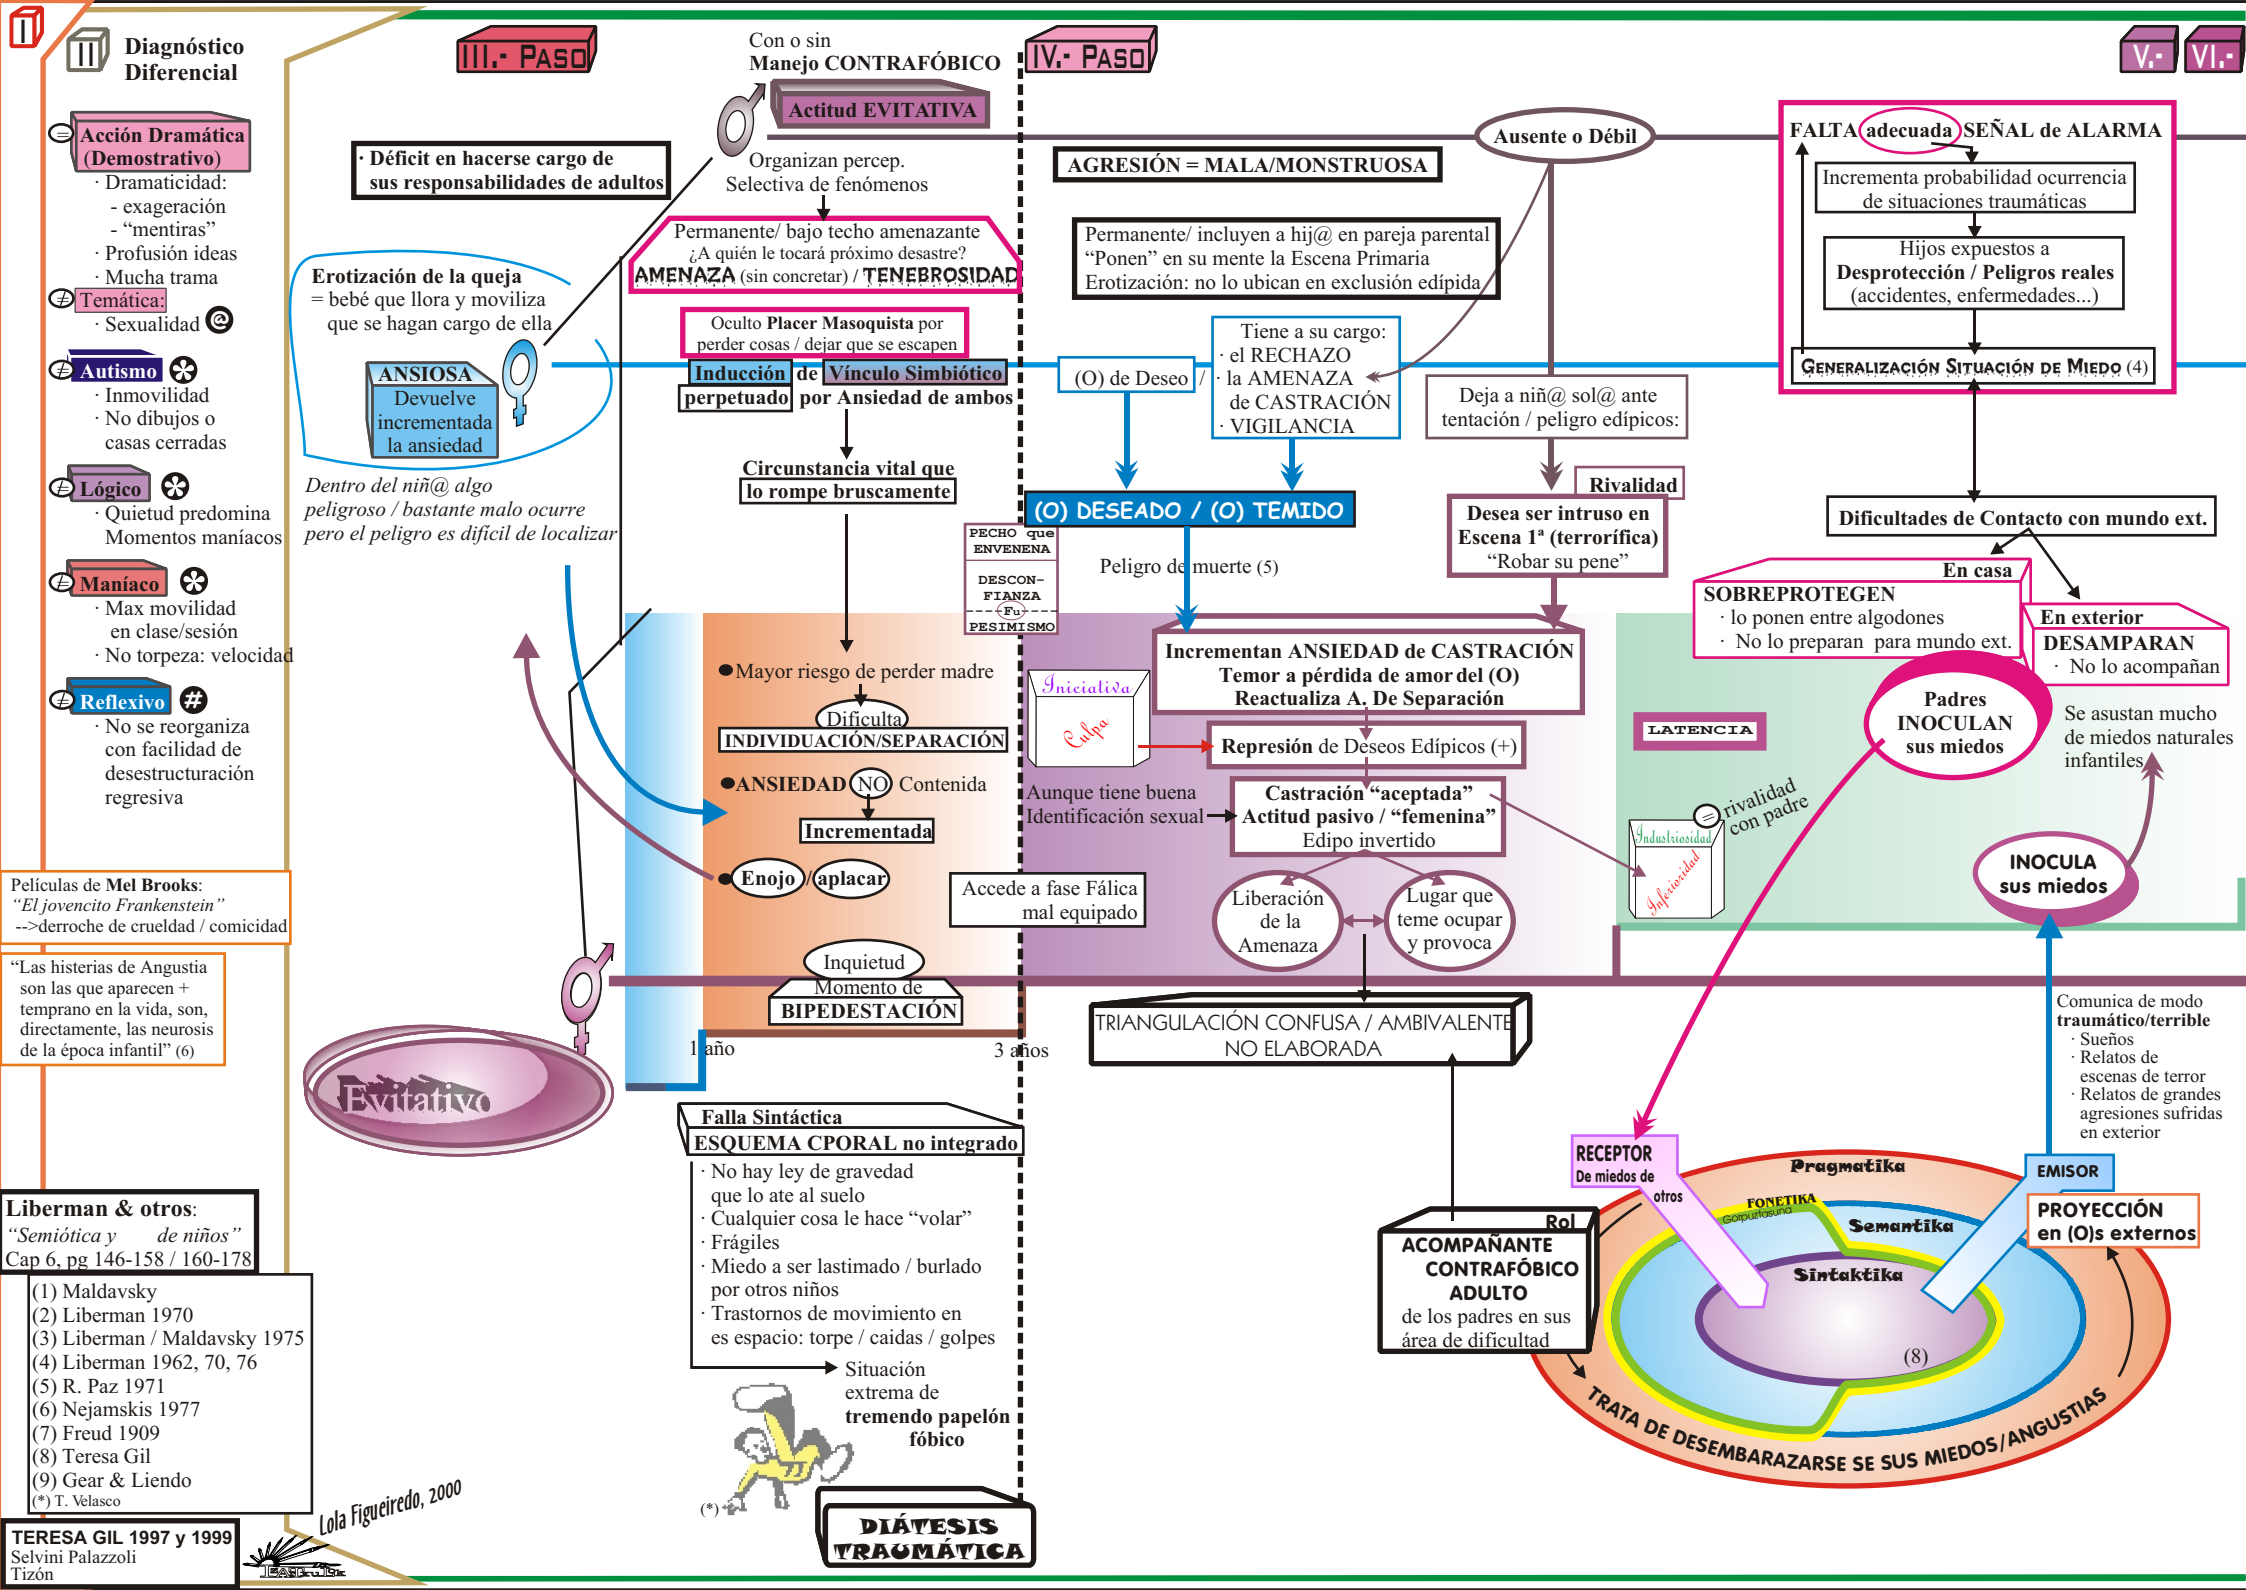 I
II
Diagnóstico
Diferencial
= Acción Dramática
(Demostrativo)
· Dramaticidad:
- exageración
- “mentiras”
· Profusión ideas
· Mucha trama
≠ Temática:
· Sexualidad @
≠ Autismo *
· Inmovilidad
· No dibujos o
casas cerradas
≠ Lógico *
· Quietud predomina
Momentos maníacos
≠ Maníaco *
· Max movilidad
en clase/sesión
· No torpeza: velocidad
≠ Reflexivo #
· No se reorganiza
con facilidad de
desestructuración
regresiva
Películas de Mel Brooks:
“El jovencito Frankenstein”
-->derroche de crueldad / comicidad
“Las histerias de Angustia
son las que aparecen +
temprano en la vida, son,
directamente, las neurosis
de la época infantil” (6)
Liberman & otros:
“Semiótica y de niños”
Cap 6, pg 146-158 / 160-178
(1) Maldavsky
(2) Liberman 1970
(3) Liberman / Maldavsky 1975
(4) Liberman 1962, 70, 76
(5) R. Paz 1971
(6) Nejamskis 1977
(7) Freud 1909
(8) Teresa Gil
(9) Gear & Liendo
(*) T. Velasco
TERESA GIL 1997 y 1999
Selvini Palazzoli
Tizón
Lola Figueiredo, 2000
III.- PASO
Con o sin
Manejo CONTRAFÓBICO
Actitud EVITATIVA
· Déficit en hacerse cargo de
sus responsabilidades de adultos
Organizan percep.
Selectiva de fenómenos
Permanente/ bajo techo amenazante
¿A quién le tocará próximo desastre?
AMENAZA (sin concretar) / TENEBROSIDAD
Erotización de la queja
= bebé que llora y moviliza
que se hagan cargo de ella
ANSIOSA
Devuelve
incrementada
la ansiedad
Dentro del niñ@ algo
peligroso / bastante malo ocurre
pero el peligro es difícil de localizar
Oculto Placer Masoquista por
perder cosas / dejar que se escapen
Inducción de Vínculo Simbiótico
perpetuado por Ansiedad de ambos
Circunstancia vital que
lo rompe bruscamente
Mayor riesgo de perder madre
Dificulta
INDIVIDUACIÓN/SEPARACIÓN
ANSIEDAD NO Contenida
Incrementada
Enojo / aplacar
Inquietud
Momento de
BIPEDESTACIÓN
1 año
3 años
Evitativo
Falla Sintáctica
ESQUEMA CPORAL no integrado
· No hay ley de gravedad
que lo ate al suelo
· Cualquier cosa le hace “volar”
· Frágiles
· Miedo a ser lastimado / burlado
por otros niños
· Trastornos de movimiento en
es espacio: torpe / caidas / golpes
Situación
extrema de
tremendo papelón
fóbico
(*)
DIÁTESIS
TRAUMÁTICA
IV.- PASO
AGRESIÓN = MALA/MONSTRUOSA
Ausente o Débil
Permanente/ incluyen a hij@ en pareja parental
“Ponen” en su mente la Escena Primaria
Erotización: no lo ubican en exclusión edípida
(O) de Deseo /
Tiene a su cargo:
· el RECHAZO
· la AMENAZA
de CASTRACIÓN
· VIGILANCIA
Deja a niñ@ sol@ ante
tentación / peligro edípicos:
(O) DESEADO / (O) TEMIDO
Rivalidad
Desea ser intruso en
Escena 1ª (terrorífica)
“Robar su pene”
PECHO que
ENVENENA
DESCON-
FIANZA
Fu
PESIMISMO
Peligro de muerte (5)
Incrementan ANSIEDAD de CASTRACIÓN
Temor a pérdida de amor del (O)
Reactualiza A. De Separación
Iniciativa
Culpa
Represión de Deseos Edípicos (+)
Aunque tiene buena
Identificación sexual
Castración “aceptada”
Actitud pasivo / “femenina”
Edipo invertido
Accede a fase Fálica
mal equipado
Liberación
de la
Amenaza
Lugar que
teme ocupar
y provoca
TRIANGULACIÓN CONFUSA / AMBIVALENTE
NO ELABORADA
Rol
ACOMPAÑANTE
CONTRAFÓBICO
ADULTO
de los padres en sus
área de dificultad
V.-
VI.-
FALTA adecuada SEÑAL de ALARMA
Incrementa probabilidad ocurrencia
de situaciones traumáticas
Hijos expuestos a
Desprotección / Peligros reales
(accidentes, enfermedades...)
GENERALIZACIÓN SITUACIÓN DE MIEDO (4)
Dificultades de Contacto con mundo ext.
En casa
SOBREPROTEGEN
· lo ponen entre algodones
· No lo preparan para mundo ext.
En exterior
DESAMPARAN
· No lo acompañan
Padres
INOCULAN
sus miedos
Se asustan mucho
de miedos naturales
infantiles
LATENCIA
= rivalidad
con padre
Industriosidad
Inferioridad
INOCULA
sus miedos
Comunica de modo
traumático/terrible
· Sueños
· Relatos de
escenas de terror
· Relatos de grandes
agresiones sufridas
en exterior
RECEPTOR
De miedos de
otros
Pragmatika
FONETIKA
Gorpuztasuna
Semantika
Sintaktika
EMISOR
PROYECCIÓN
en (O)s externos
(8)
TRATA DE DESEMBARAZARSE SE SUS MIEDOS/ANGUSTIAS